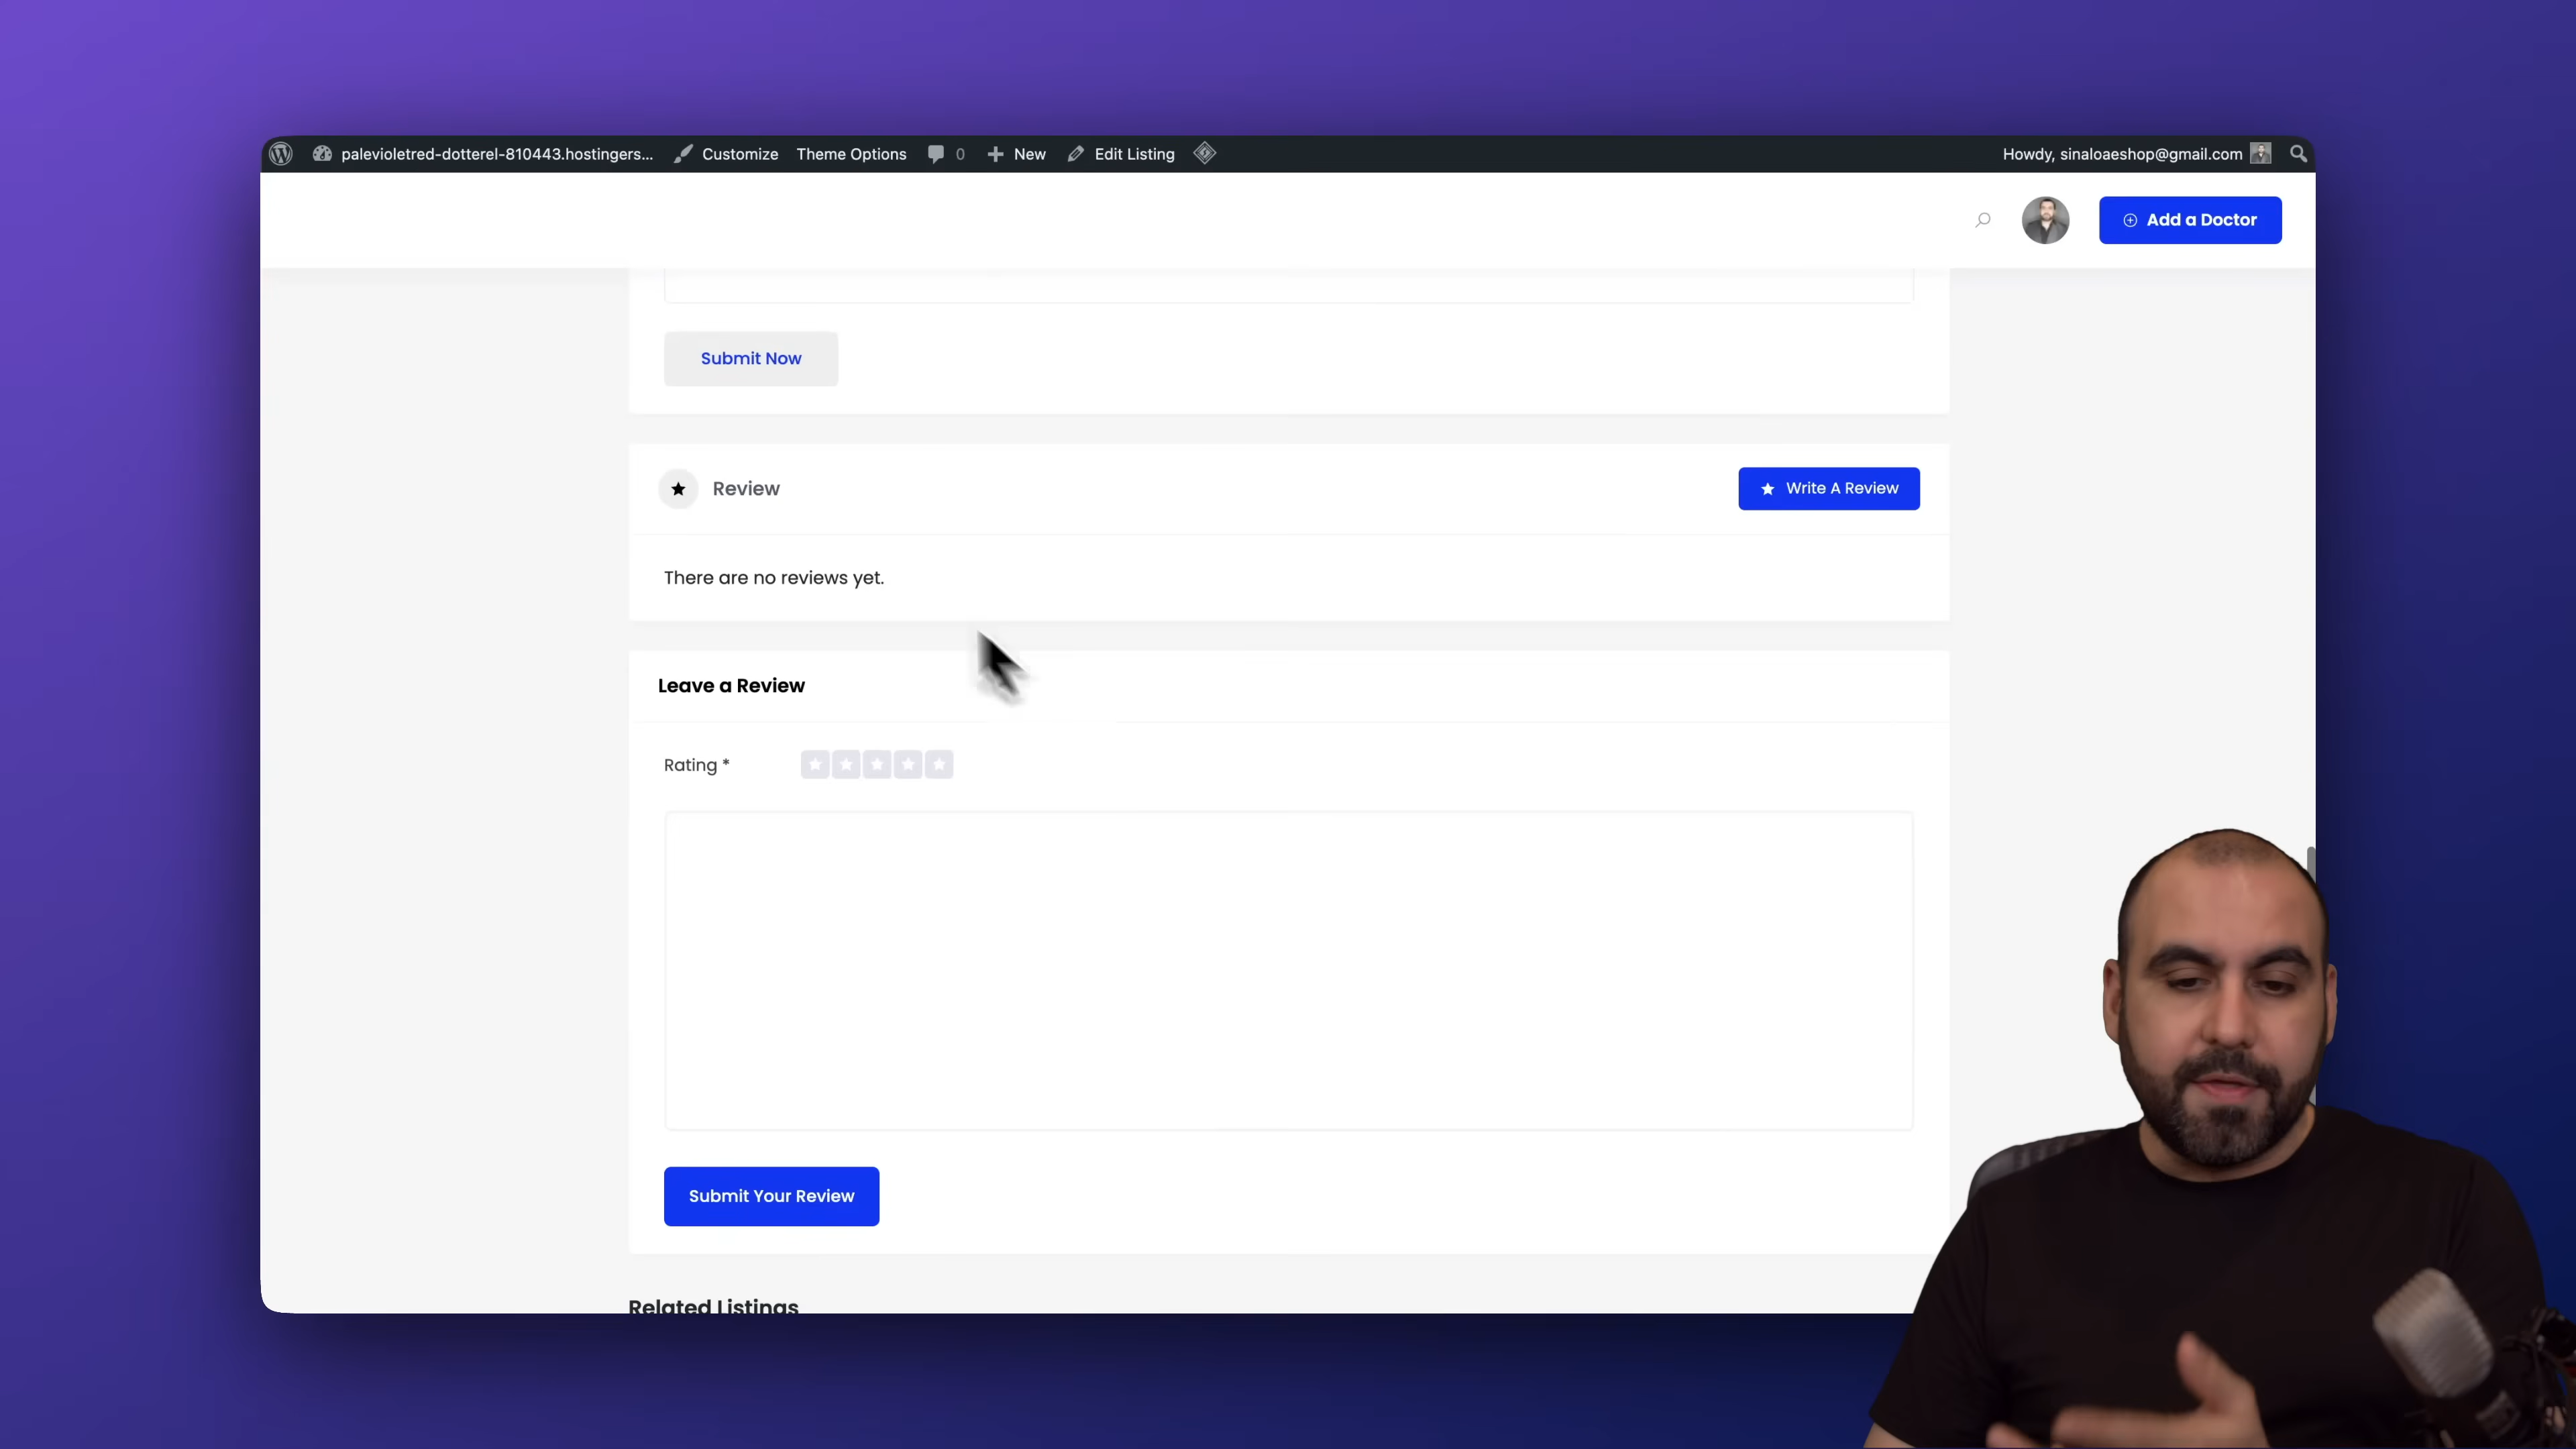 palevioletred-dotterel-810443.hostingers... Customize Theme Options 0 New Edit Listing Howdy, sinaloaeshop@gmail.com
Add a Doctor
Submit Now
Review Write A Review
There are no reviews yet.
Leave a Review
Rating *
Submit Your Review
Related Listings